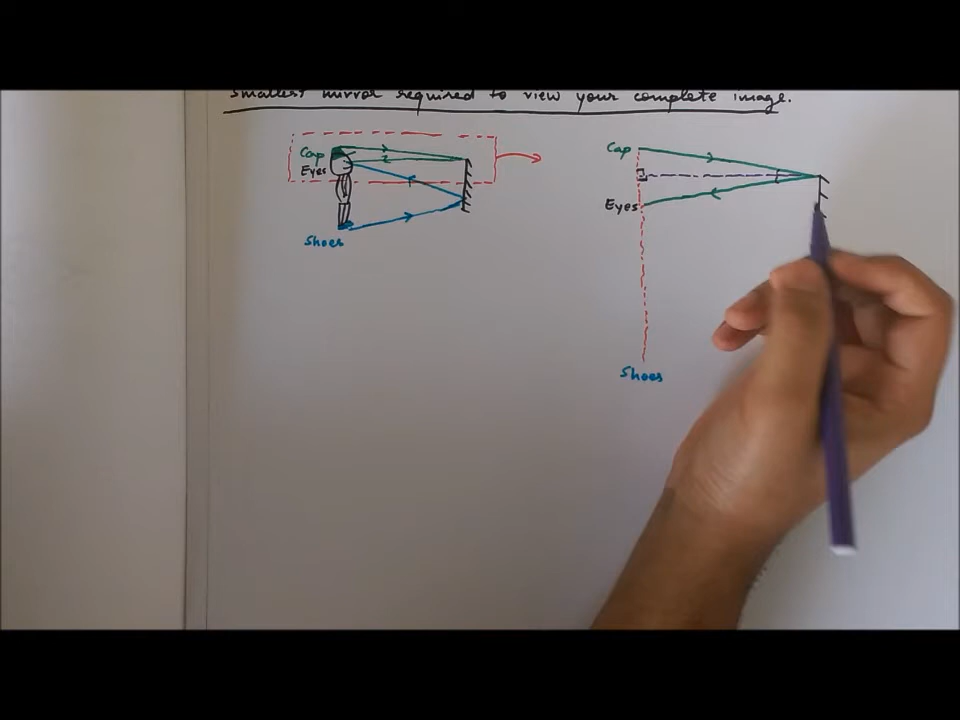 smallest mirror required to view your complete image.
Cap
Eyes
Shoes
Cap
Eyes
Shoes